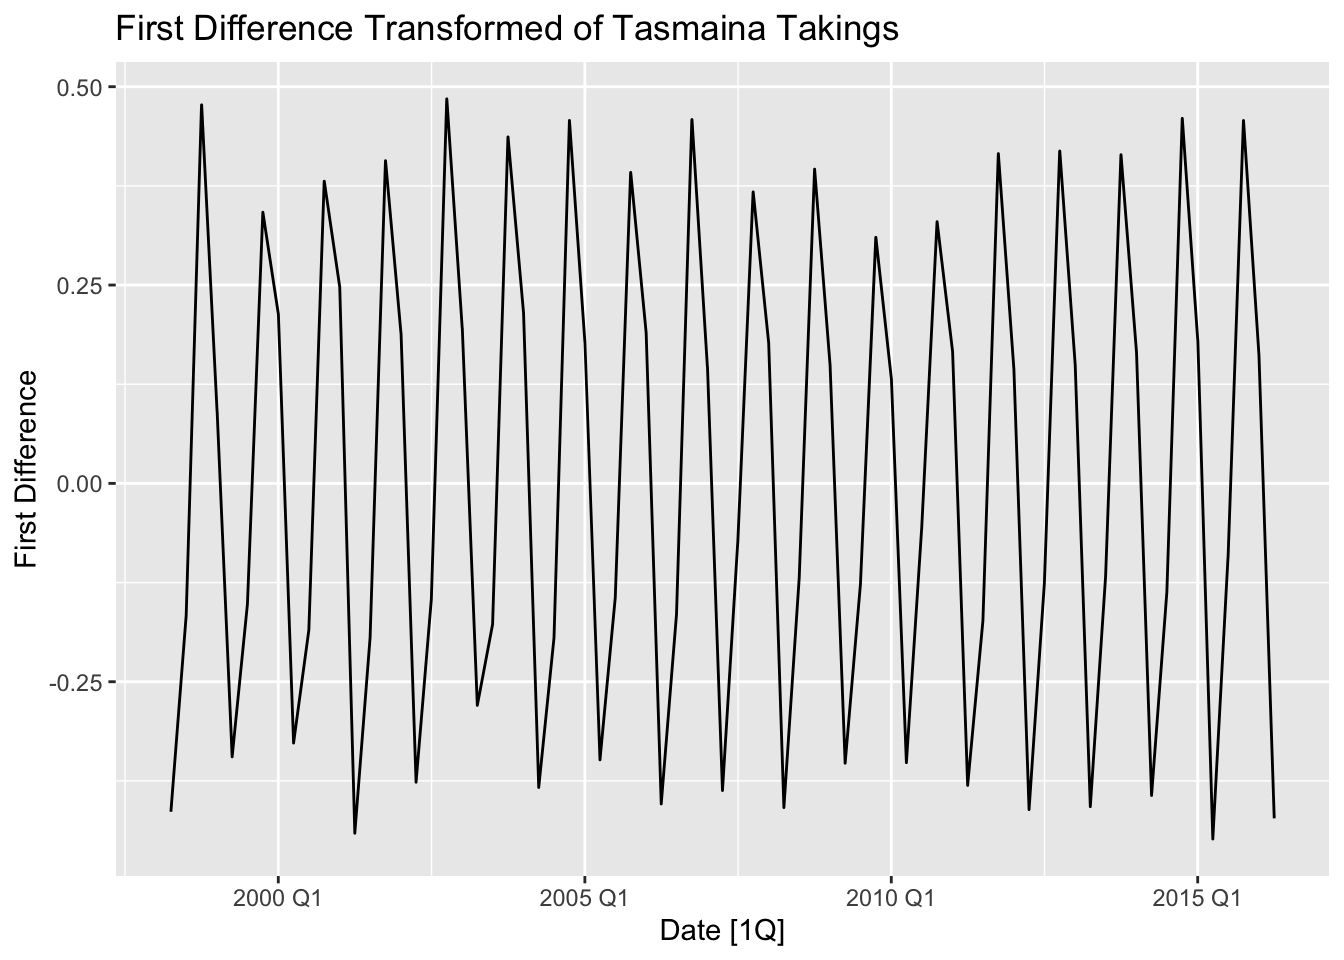 First Difference Transformed of Tasmaina Takings
0.50
0.25
0.00
-0.25
First Difference
2000 Q1
2005 Q1
2010 Q1
2015 Q1
Date [1Q]